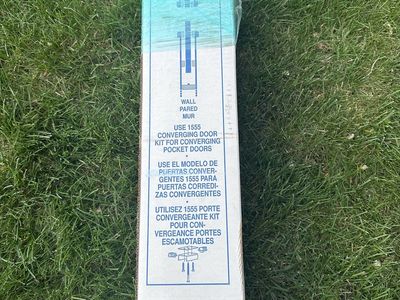 WALL
PARED
MUR
USE 1555
CONVERGING DOOR
KIT FOR CONVERGING
POCKET DOORS
•
USE EL MODELO DE
PUERTAS CONVER-
GENTES 1555 PARA
PUERTAS CORREDI-
ZAS CONVERGENTES
•
UTILISEZ 1555 PORTE
CONVERGEANTE KIT
POUR CON-
VERGEANCE PORTES
ESCAMOTABLES